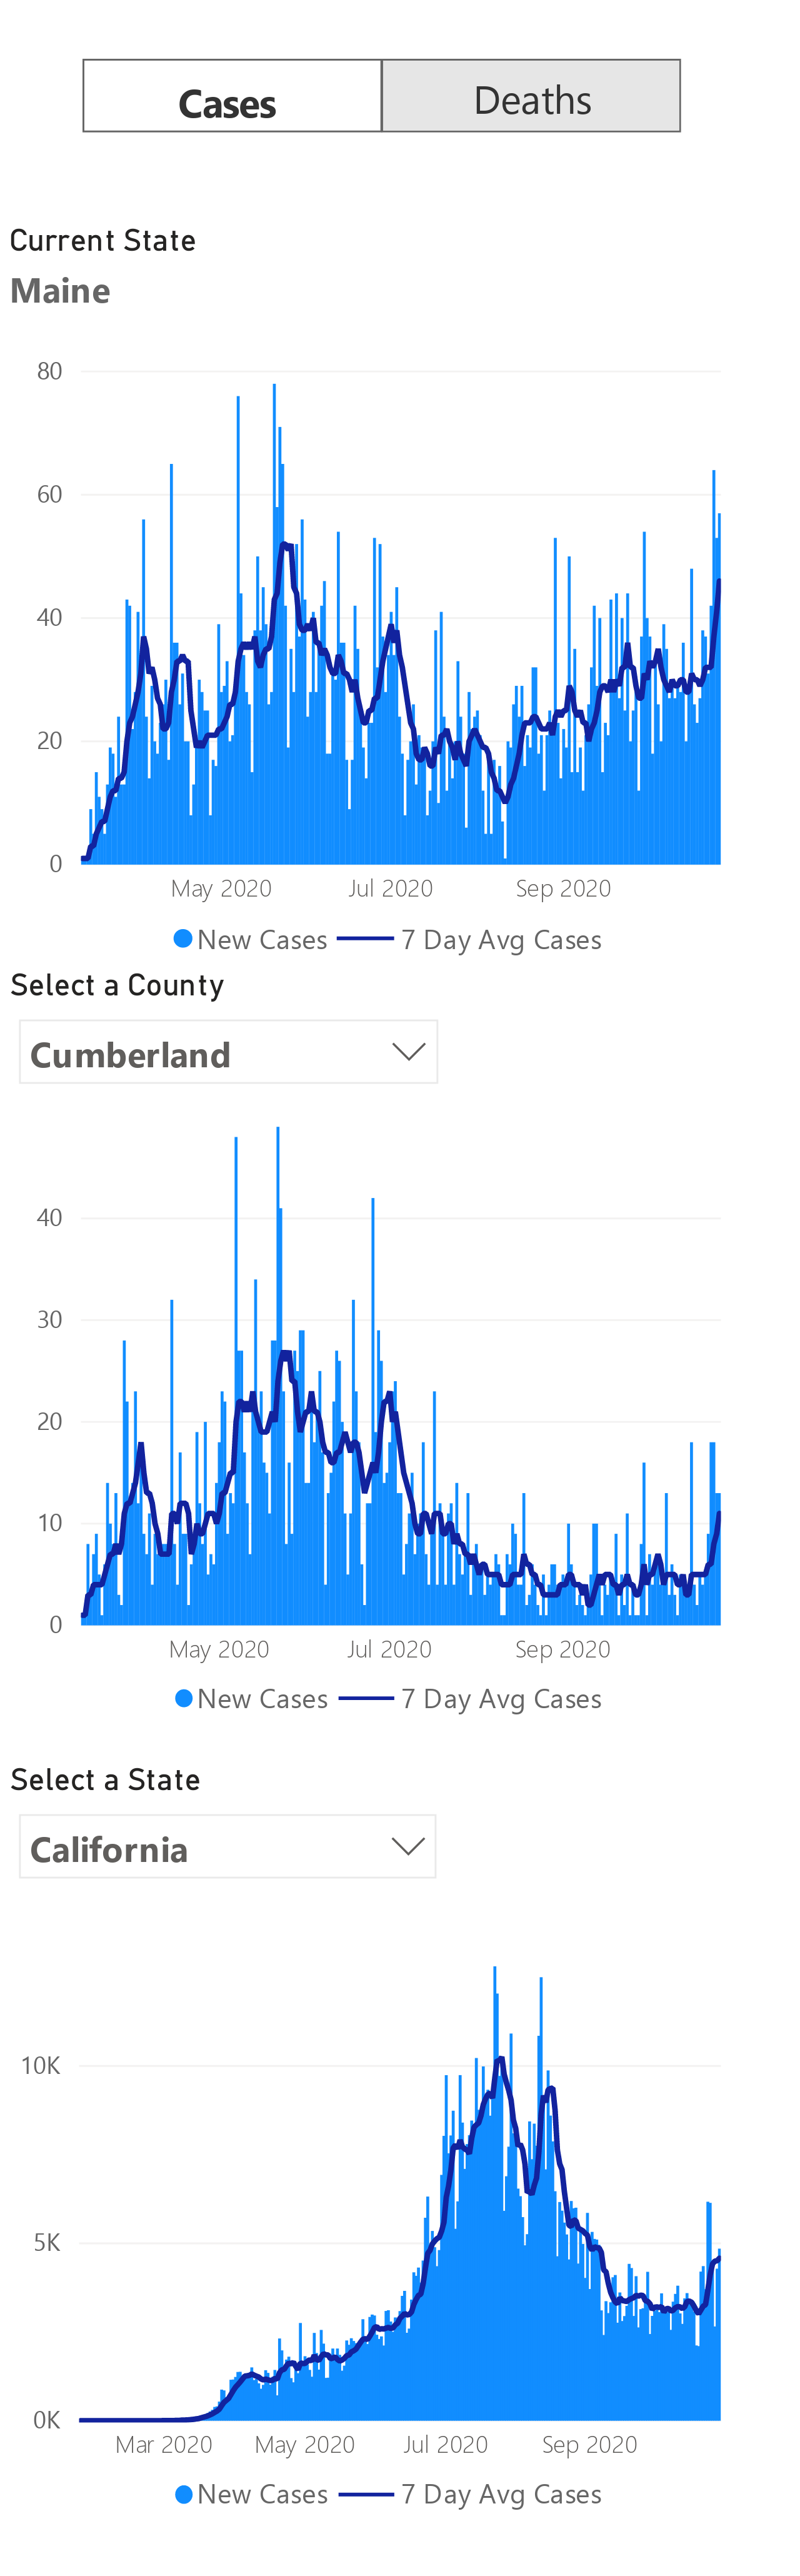 Cases Deaths
Current State
Maine
80
60
40
20
0
May 2020 Jul 2020 Sep 2020
New Cases 7 Day Avg Cases
Select a County
Cumberland
40
30
20
10
0
May 2020 Jul 2020 Sep 2020
New Cases 7 Day Avg Cases
Select a State
California
10K
5K
0K
Mar 2020 May 2020 Jul 2020 Sep 2020
New Cases 7 Day Avg Cases